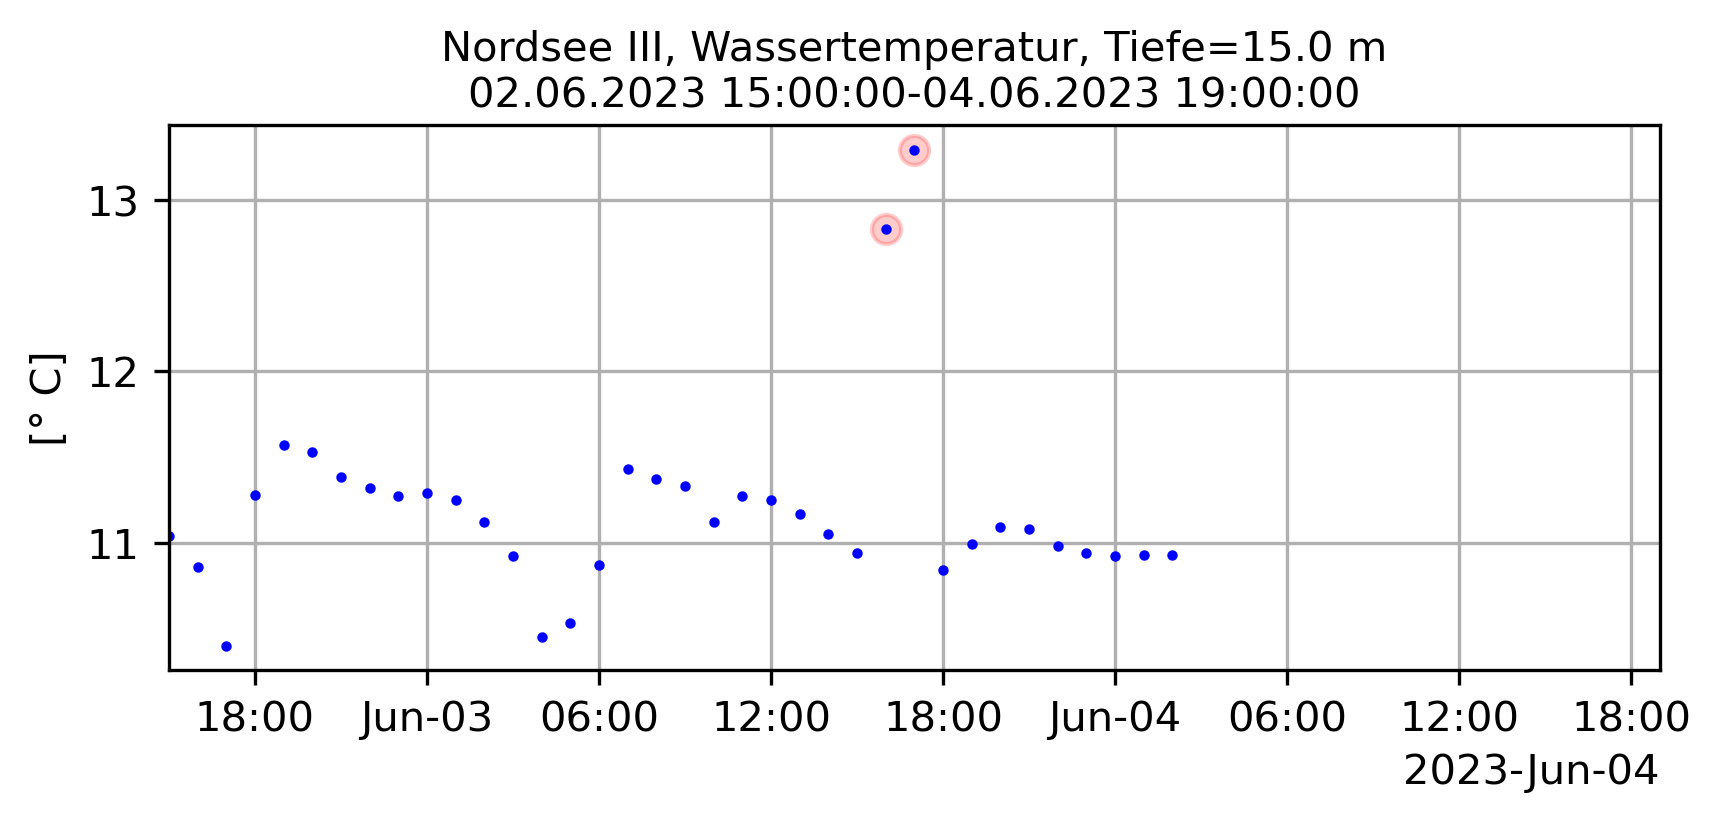 Nordsee III, Wassertemperatur, Tiefe=15.0 m
02.06.2023 15:00:00-04.06.2023 19:00:00
[° C]
13
12
11
18:00 Jun-03 06:00 12:00 18:00 Jun-04 06:00 12:00 18:00
2023-Jun-04